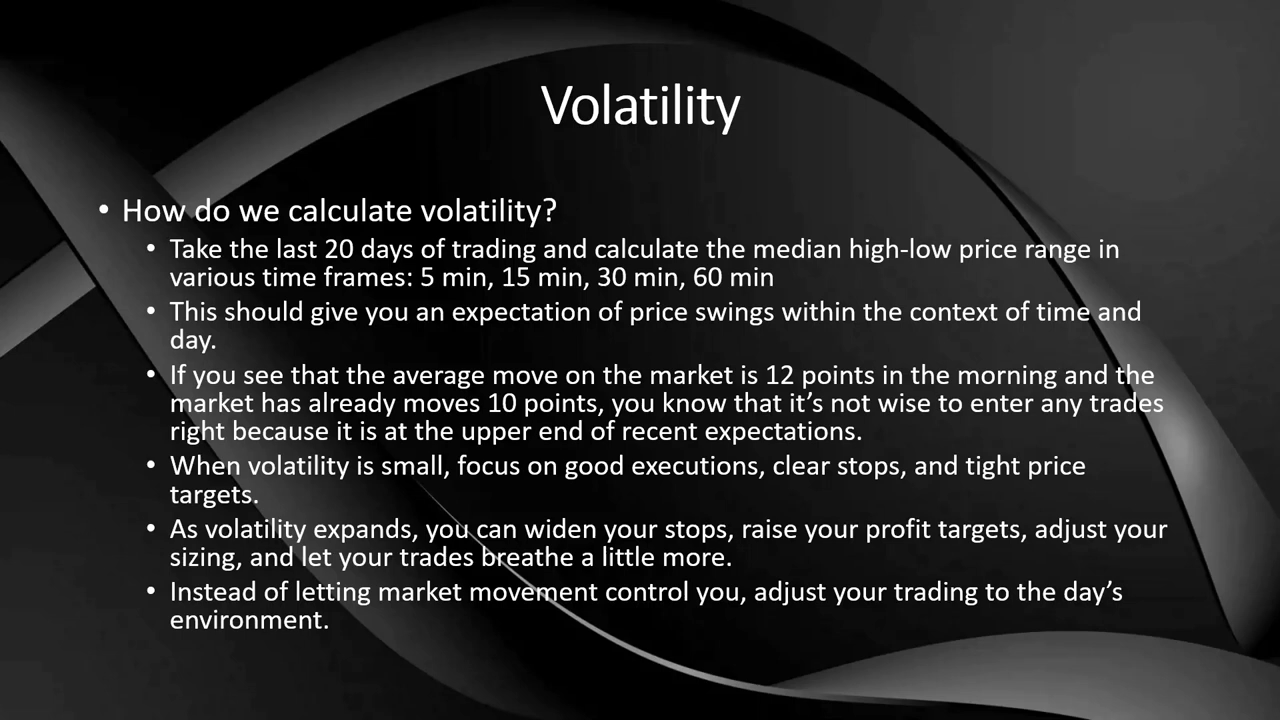 Volatility
• How do we calculate volatility?
• Take the last 20 days of trading and calculate the median high-low price range in
various time frames: 5 min, 15 min, 30 min, 60 min
• This should give you an expectation of price swings within the context of time and
day.
• If you see that the average move on the market is 12 points in the morning and the
market has already moves 10 points, you know that it’s not wise to enter any trades
right because it is at the upper end of recent expectations.
• When volatility is small, focus on good executions, clear stops, and tight price
targets.
• As volatility expands, you can widen your stops, raise your profit targets, adjust your
sizing, and let your trades breathe a little more.
• Instead of letting market movement control you, adjust your trading to the day’s
environment.